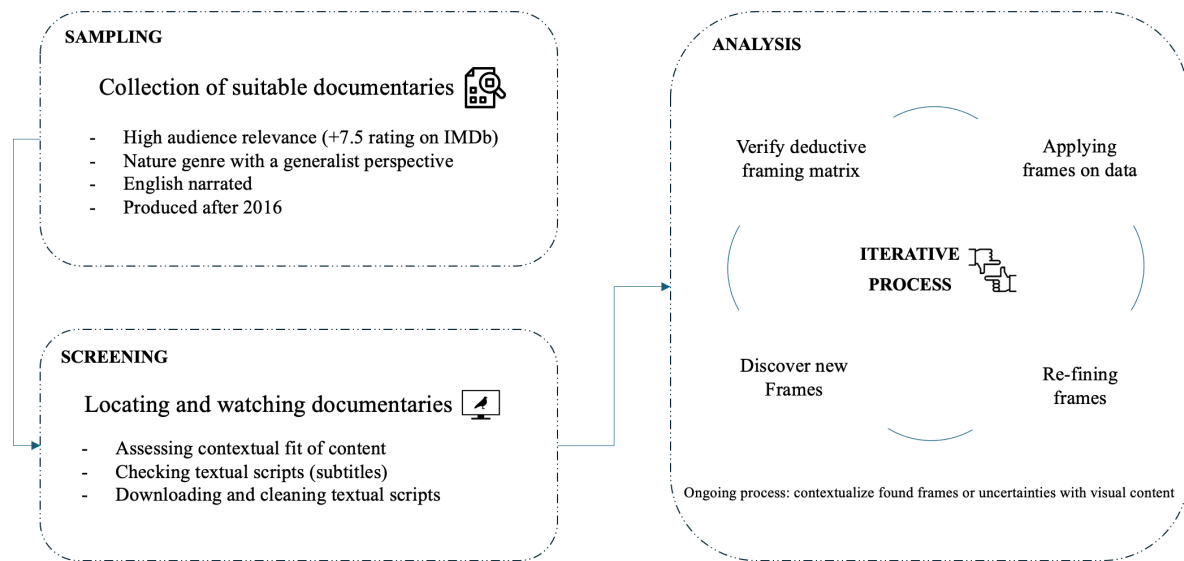 SAMPLING
Collection of suitable documentaries
- High audience relevance (+7.5 rating on IMDb)
- Nature genre with a generalist perspective
- English narrated
- Produced after 2016
SCREENING
Locating and watching documentaries
- Assessing contextual fit of content
- Checking textual scripts (subtitles)
- Downloading and cleaning textual scripts
ANALYSIS
Verify deductive
framing matrix
Applying
frames on data
ITERATIVE
PROCESS
Discover new
Frames
Re-fining
frames
Ongoing process: contextualize found frames or uncertainties with visual content